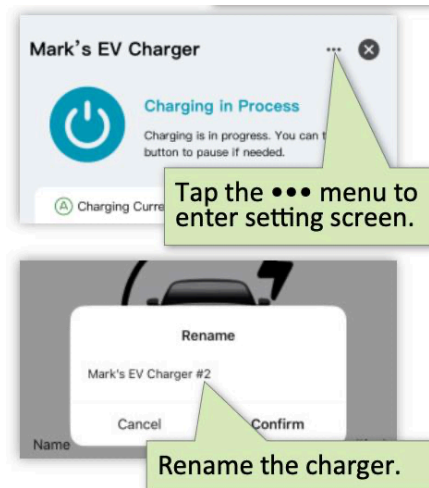 Mark's EV Charger ...
Charging in Process
Charging is in progress. You can t
button to pause if needed.
Charging Curre
Tap the ••• menu to
enter setting screen.
Rename
Mark's EV Charger #2
Cancel Confirm
Name
Rename the charger.